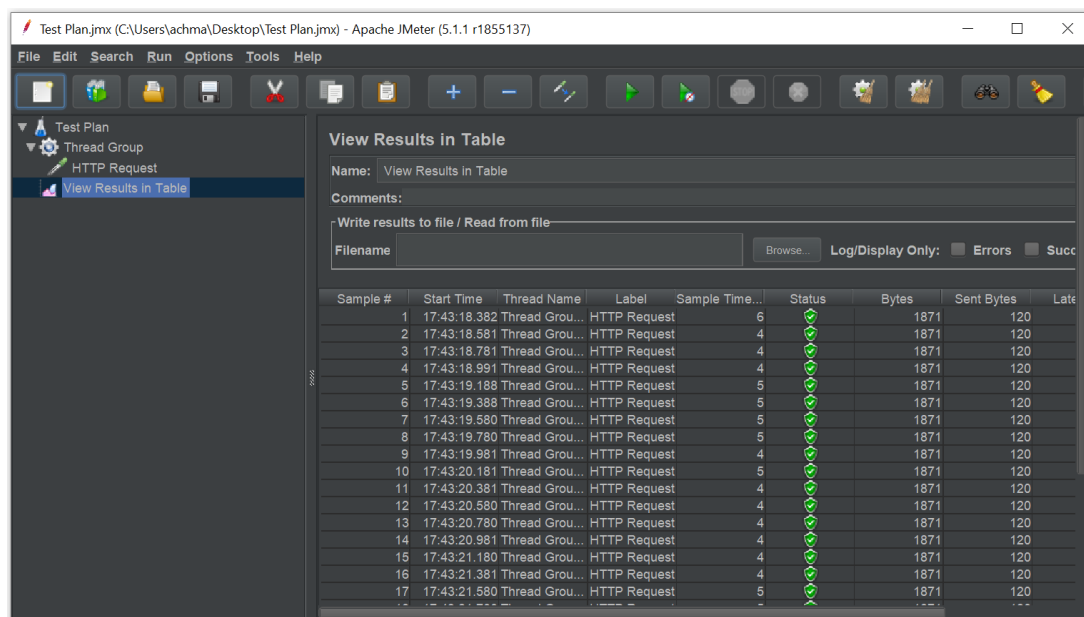 Test Plan.jmx (C:\Users\achma\Desktop\Test Plan.jmx) - Apache JMeter (5.1.1 r1855137)
File Edit Search Run Options Tools Help
Test Plan
Thread Group
HTTP Request
View Results in Table
View Results in Table
Name: View Results in Table
Comments:
Write results to file / Read from file
Filename Browse... Log/Display Only: Errors Succ
Sample # Start Time Thread Name Label Sample Time... Status Bytes Sent Bytes Late
1 17:43:18.382 Thread Grou... HTTP Request 6 1871 120
2 17:43:18.581 Thread Grou... HTTP Request 4 1871 120
3 17:43:18.781 Thread Grou... HTTP Request 4 1871 120
4 17:43:18.991 Thread Grou... HTTP Request 4 1871 120
5 17:43:19.188 Thread Grou... HTTP Request 5 1871 120
6 17:43:19.388 Thread Grou... HTTP Request 5 1871 120
7 17:43:19.580 Thread Grou... HTTP Request 5 1871 120
8 17:43:19.780 Thread Grou... HTTP Request 5 1871 120
9 17:43:19.981 Thread Grou... HTTP Request 4 1871 120
10 17:43:20.181 Thread Grou... HTTP Request 5 1871 120
11 17:43:20.381 Thread Grou... HTTP Request 4 1871 120
12 17:43:20.580 Thread Grou... HTTP Request 4 1871 120
13 17:43:20.780 Thread Grou... HTTP Request 4 1871 120
14 17:43:20.981 Thread Grou... HTTP Request 4 1871 120
15 17:43:21.180 Thread Grou... HTTP Request 4 1871 120
16 17:43:21.381 Thread Grou... HTTP Request 4 1871 120
17 17:43:21.580 Thread Grou... HTTP Request 5 1871 120